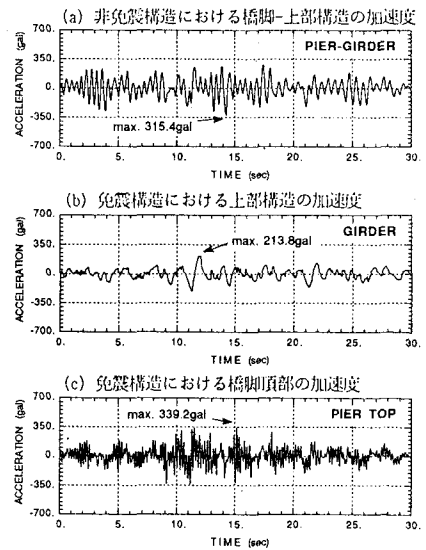 (a) 非免震構造における橋脚-上部構造の加速度
ACCELERATION (gal)
700.
350.
0.
-350.
-700.
PIER-GIRDER
max. 315.4gal
0. 5. 10. 15. 20. 25. 30.
TIME (sec)
(b) 免震構造における上部構造の加速度
ACCELERATION (gal)
700.
350.
0.
-350.
-700.
GIRDER
max. 213.8gal
0. 5. 10. 15. 20. 25. 30.
TIME (sec)
(c) 免震構造における橋脚頂部の加速度
ACCELERATION (gal)
700.
350.
0.
-350.
-700.
max. 339.2gal
PIER TOP
0. 5. 10. 15. 20. 25. 30.
TIME (sec)